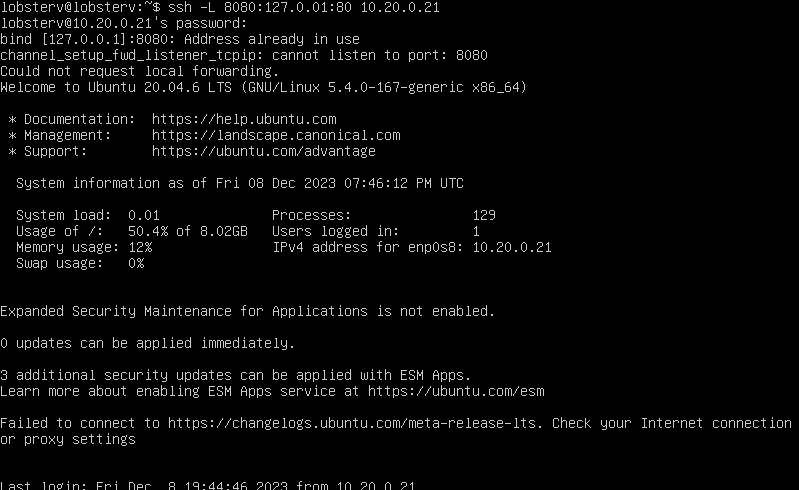 lobsterv@lobsterv:~$ ssh -L 8080:127.0.01:80 10.20.0.21
lobsterv@10.20.0.21's password:
bind [127.0.0.1]:8080: Address already in use
channel_setup_fwd_listener_tcpip: cannot listen to port: 8080
Could not request local forwarding.
Welcome to Ubuntu 20.04.6 LTS (GNU/Linux 5.4.0-167-generic x86_64)
* Documentation:  https://help.ubuntu.com
* Management:     https://landscape.canonical.com
* Support:        https://ubuntu.com/advantage
System information as of Fri 08 Dec 2023 07:46:12 PM UTC
System load:  0.01              Processes:               129
Usage of /:   50.4% of 8.02GB   Users logged in:         1
Memory usage: 12%               IPv4 address for enp0s8: 10.20.0.21
Swap usage:   0%
Expanded Security Maintenance for Applications is not enabled.
0 updates can be applied immediately.
3 additional security updates can be applied with ESM Apps.
Learn more about enabling ESM Apps service at https://ubuntu.com/esm
Failed to connect to https://changelogs.ubuntu.com/meta-release-lts. Check your Internet connection
or proxy settings
Last login: Fri Dec  8 19:44:46 2023 from 10.20.0.21